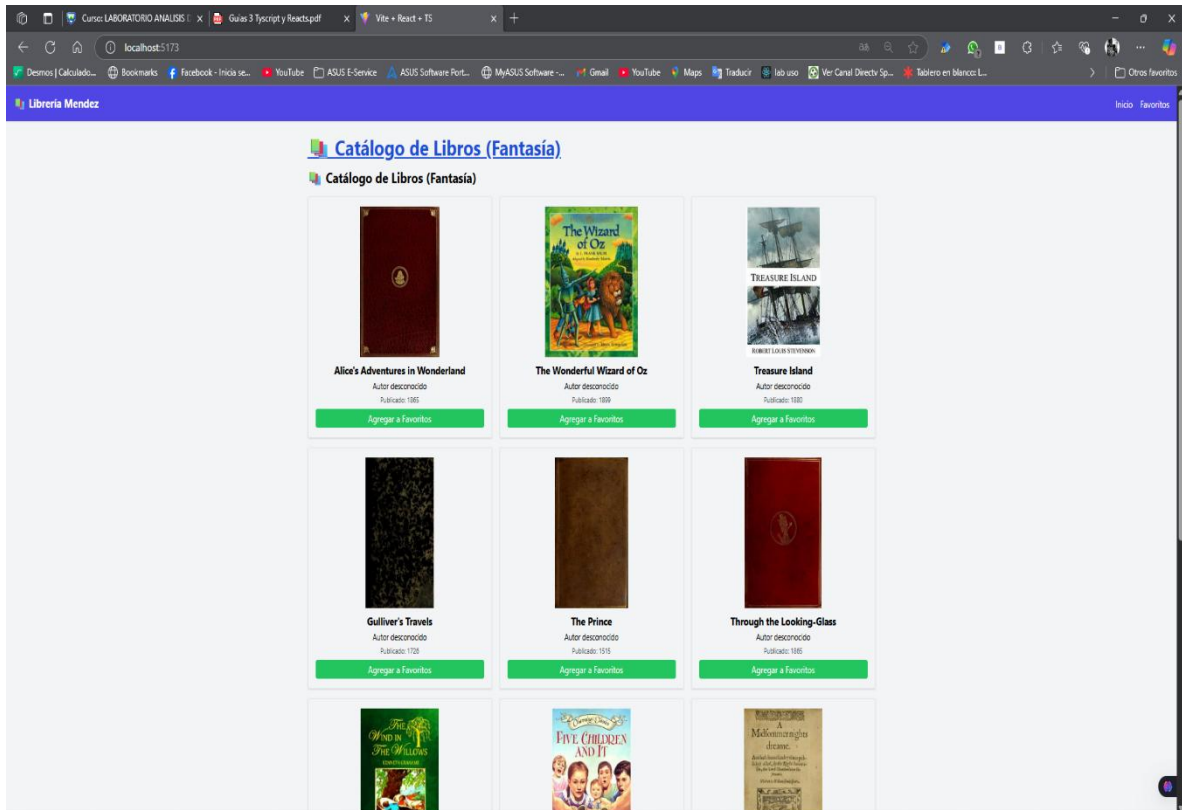 Curso: LABORATORIO ANALISIS D
Guias 3 Tyscript y Reacts.pdf
Vite + React + TS
localhost:5173
Desmos | Calculado...
Bookmarks
Facebook - Inicia se...
YouTube
ASUS E-Service
ASUS Software Port...
MyASUS Software -...
Gmail
YouTube
Maps
Traducir
lab uso
Ver Canal Directv Sp...
Tablero en blanco: L...
Otros favoritos
Librería Mendez
Inicio Favoritos
Catálogo de Libros (Fantasía)
Catálogo de Libros (Fantasía)
The Wizard
of Oz
TREASURE ISLAND
ROBERT LOUIS STEVENSON
Alice's Adventures in Wonderland
Autor desconocido
Publicado: 1865
Agregar a Favoritos
The Wonderful Wizard of Oz
Autor desconocido
Publicado: 1899
Agregar a Favoritos
Treasure Island
Autor desconocido
Publicado: 1880
Agregar a Favoritos
Gulliver's Travels
Autor desconocido
Publicado: 1726
Agregar a Favoritos
The Prince
Autor desconocido
Publicado: 1515
Agregar a Favoritos
Through the Looking-Glass
Autor desconocido
Publicado: 1865
Agregar a Favoritos
THE
WIND IN
THE WILLOWS
FIVE CHILDREN
AND IT
A
Midsommer nights
dreame.